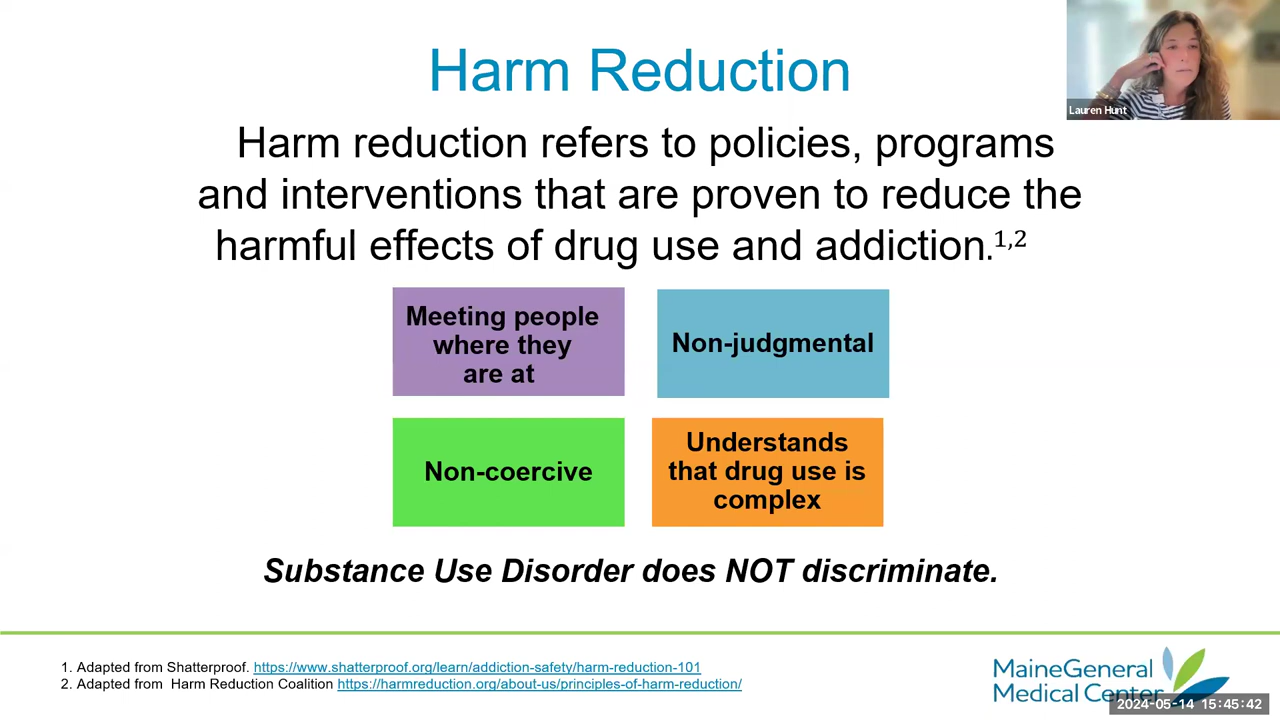 Harm Reduction
Lauren Hunt
Harm reduction refers to policies, programs
and interventions that are proven to reduce the
harmful effects of drug use and addiction.1,2
Meeting people
where they
are at
Non-judgmental
Non-coercive
Understands
that drug use is
complex
Substance Use Disorder does NOT discriminate.
1. Adapted from Shatterproof. https://www.shatterproof.org/learn/addiction-safety/harm-reduction-101
2. Adapted from Harm Reduction Coalition https://harmreduction.org/about-us/principles-of-harm-reduction/
MaineGeneral
Medical Center
2024-05-14 15:45:42